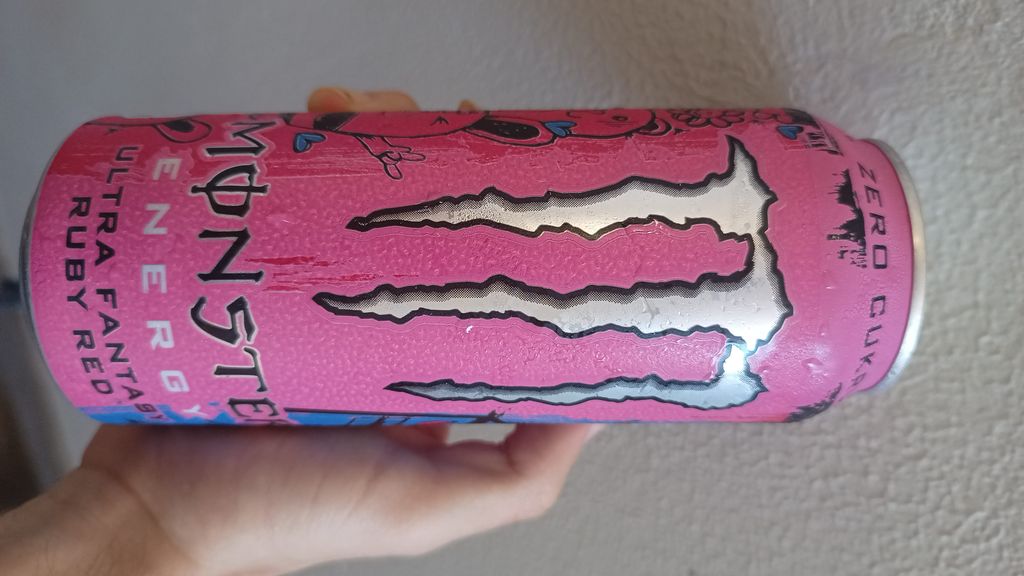 ZERO
MONSTER
ENERGY
ULTRA FANTASY
RUBY RED